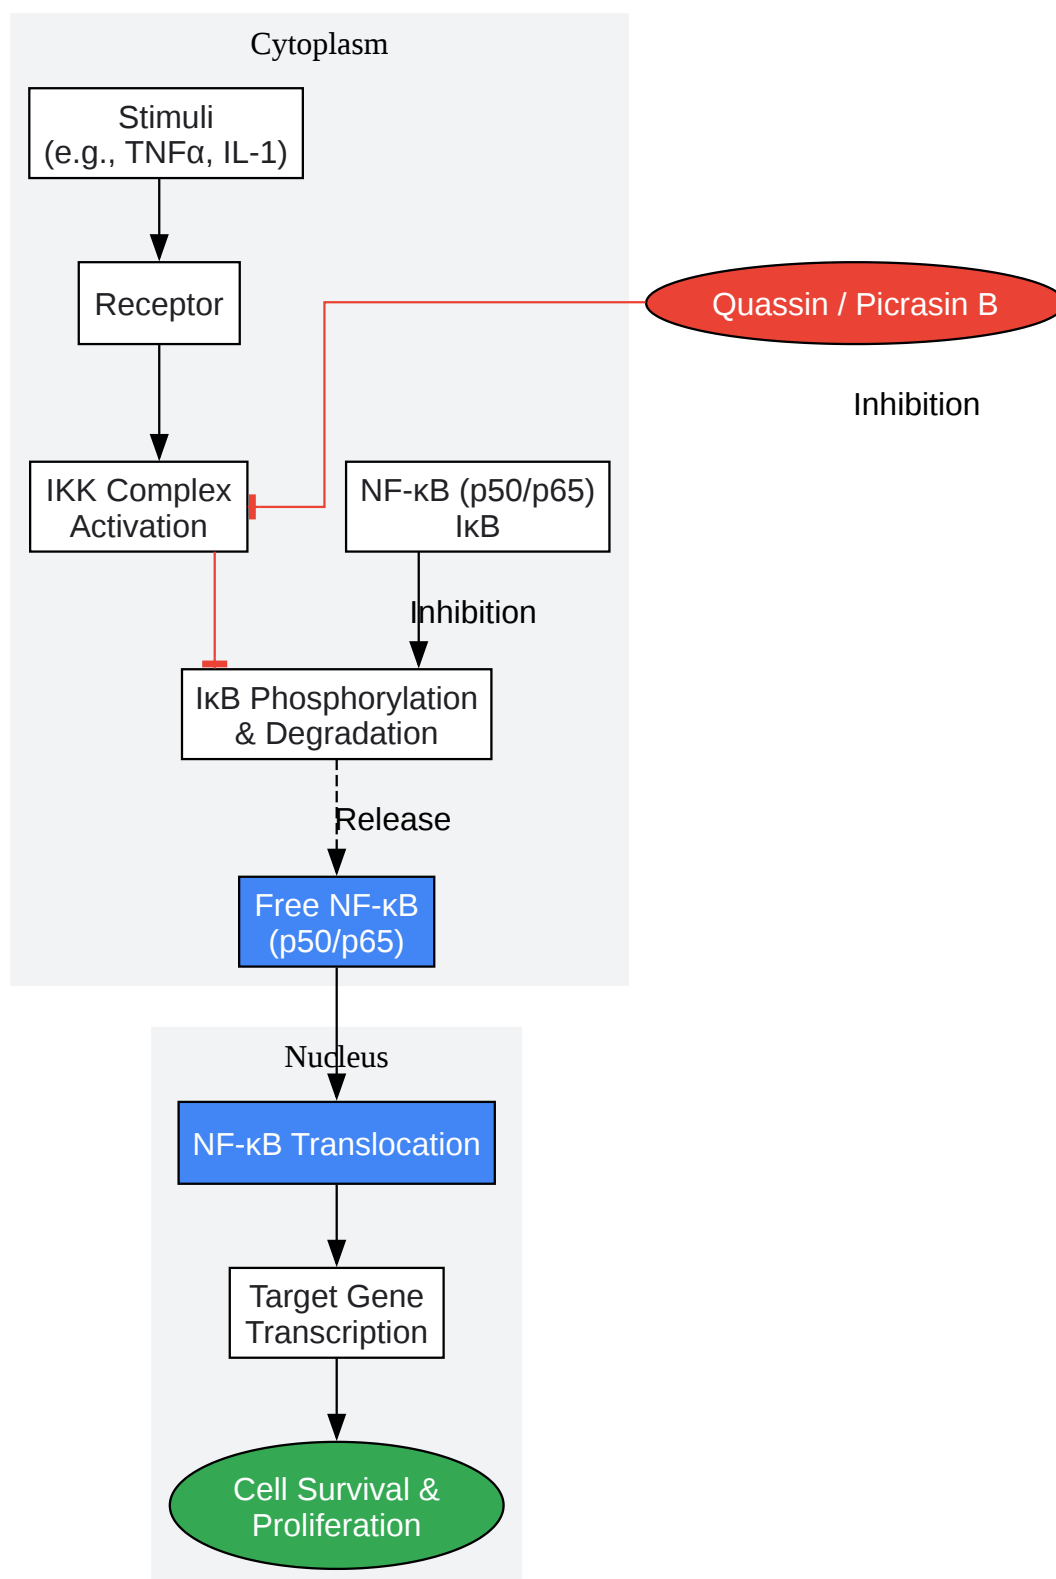 Cytoplasm
Stimuli
(e.g., TNFα, IL-1)
Receptor
Quassin / Picrasin B
Inhibition
IKK Complex
Activation
NF-κB (p50/p65)
IκB
Inhibition
IκB Phosphorylation
& Degradation
Release
Free NF-κB
(p50/p65)
Nucleus
NF-κB Translocation
Target Gene
Transcription
Cell Survival &
Proliferation